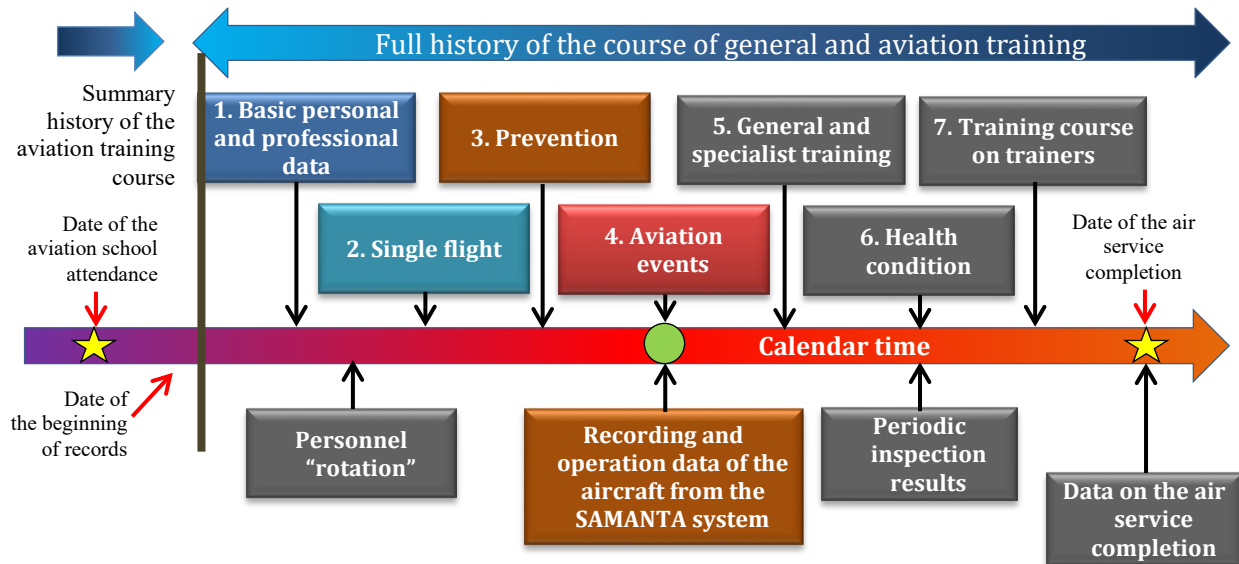 Full history of the course of general and aviation training
Summary
history of the
aviation training
course
1. Basic personal
and professional
data
3. Prevention
5. General and
specialist training
7. Training course
on trainers
Date of the
aviation school
attendance
2. Single flight
4. Aviation
events
6. Health
condition
Date of the air
service
completion
Calendar time
Date of
the beginning
of records
Personnel
“rotation”
Recording and
operation data of the
aircraft from the
SAMANTA system
Periodic
inspection
results
Data on the air
service
completion